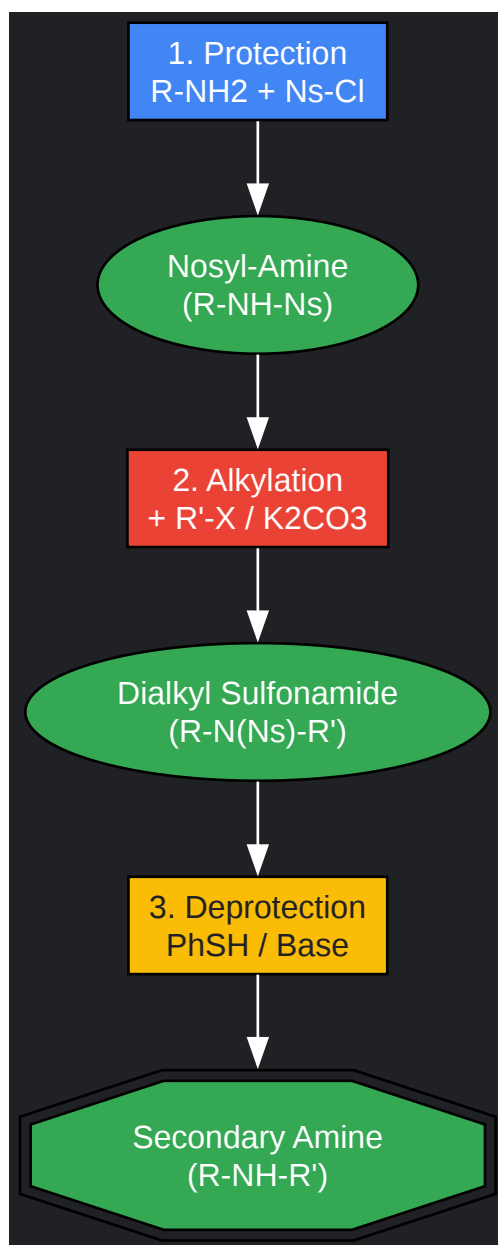 1. Protection
R-NH2 + Ns-Cl
Nosyl-Amine
(R-NH-Ns)
2. Alkylation
+ R'-X / K2CO3
Dialkyl Sulfonamide
(R-N(Ns)-R')
3. Deprotection
PhSH / Base
Secondary Amine
(R-NH-R')